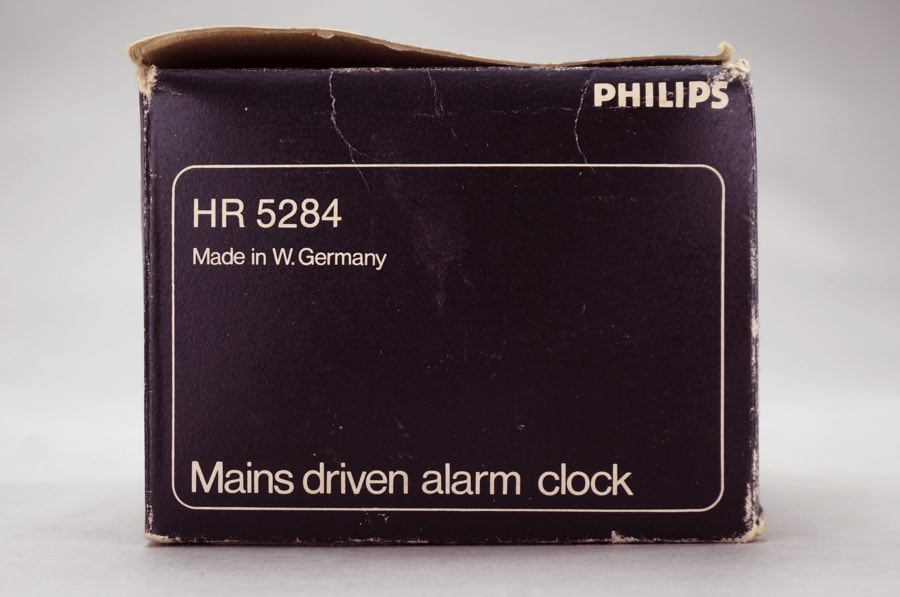 PHILIPS
HR 5284
Made in W. Germany
Mains driven alarm clock